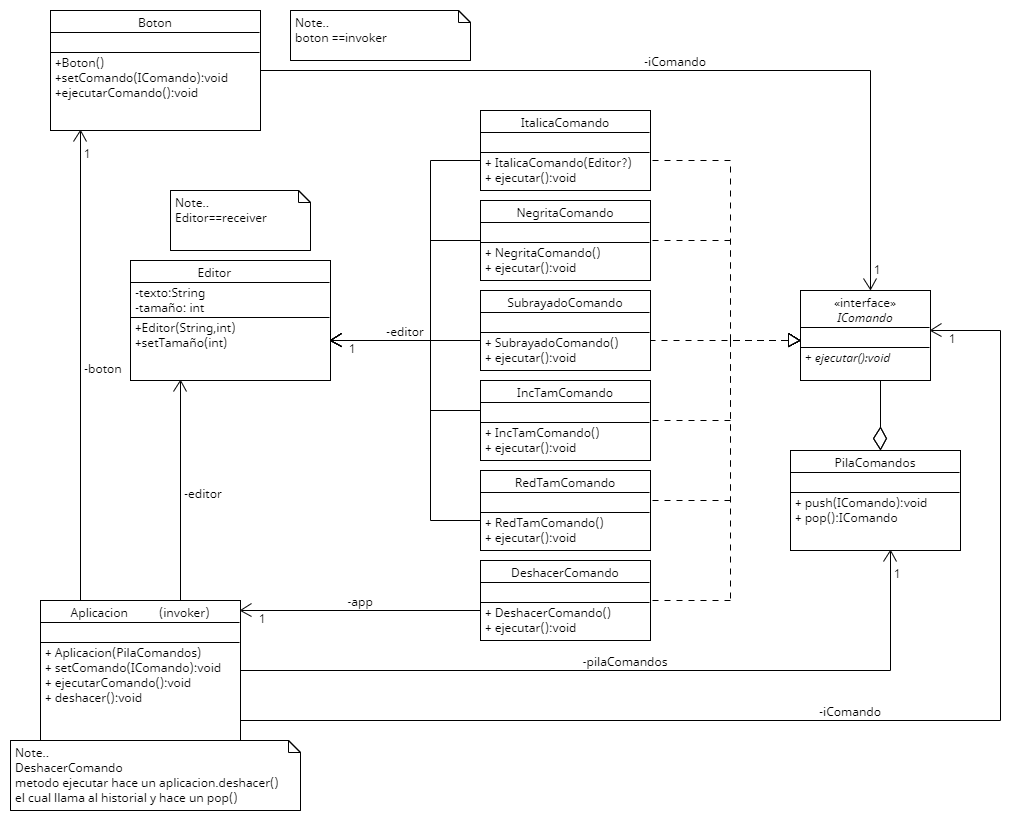 Boton
+Boton()
+setComando(IComando):void
+ejecutarComando():void
Note..
boton ==invoker
-iComando
1
1
ItalicaComando
+ ItalicaComando(Editor?)
+ ejecutar():void
Note..
Editor==receiver
NegritaComando
+ NegritaComando()
+ ejecutar():void
Editor
-texto:String
-tamaño: int
+Editor(String,int)
+setTamaño(int)
-editor
1
SubrayadoComando
+ SubrayadoComando()
+ ejecutar():void
«interface»
IComando
+ ejecutar():void
1
-boton
IncTamComando
+ IncTamComando()
+ ejecutar():void
-editor
RedTamComando
+ RedTamComando()
+ ejecutar():void
PilaComandos
+ push(IComando):void
+ pop():IComando
1
DeshacerComando
+ DeshacerComando()
+ ejecutar():void
-app
1
Aplicacion (invoker)
+ Aplicacion(PilaComandos)
+ setComando(IComando):void
+ ejecutarComando():void
+ deshacer():void
-pilaComandos
-iComando
Note..
DeshacerComando
metodo ejecutar hace un aplicacion.deshacer()
el cual llama al historial y hace un pop()